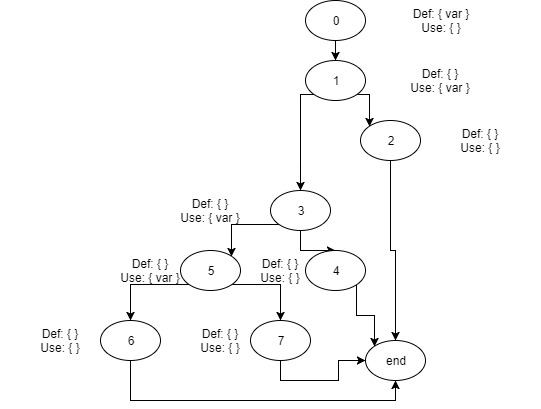 0
Def: { var }
Use: { }
1
Def: { }
Use: { var }
2
Def: { }
Use: { }
Def: { }
Use: { var }
3
Def: { }
Use: { var }
5
Def: { }
Use: { }
4
Def: { }
Use: { }
6
Def: { }
Use: { }
7
end